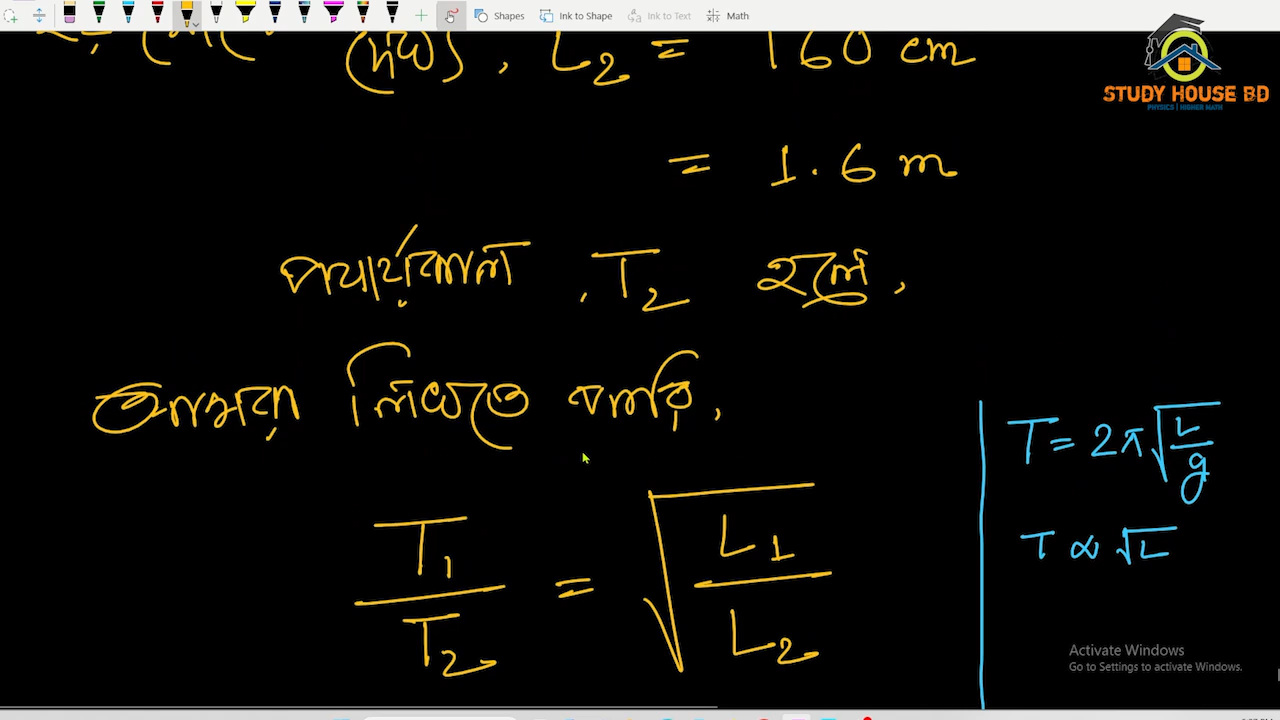 Shapes Ink to Shape Ink to Text Math
STUDY HOUSE BD
PHYSICS | HIGHER MATH
দৈর্ঘ্য, L₂ = 160 cm
= 1.6 m
পর্যায়কাল, T₂ হলে,
আমরা লিখতে পারি,
T = 2π√(L/g)
T ∝ √L
T₁/T₂ = √(L₁/L₂)
Activate Windows
Go to Settings to activate Windows.